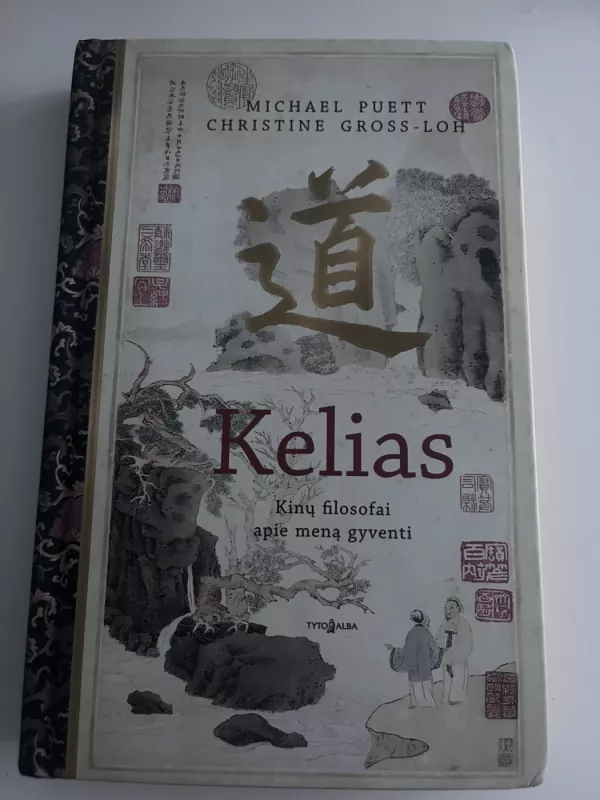 MICHAEL PUETT
CHRISTINE GROSS-LOH
道
Kelias
Kinų filosofai
apie meną gyventi
TYTO ALBA